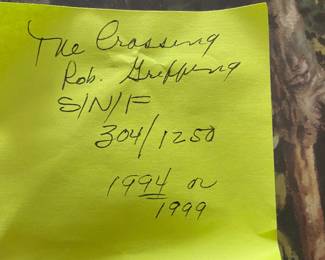 The Crossing
Rob. Griffing
S/N/F
304/1250
1994 or
1999